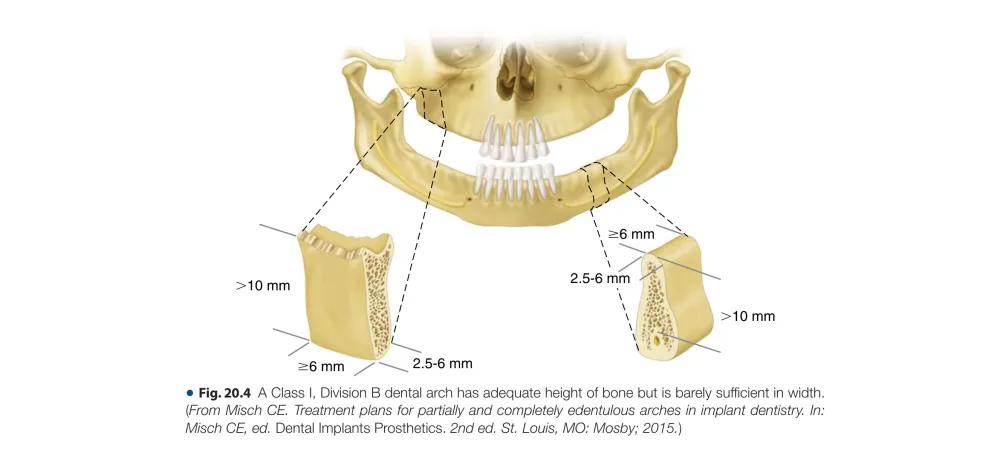 ≥6 mm
2.5-6 mm
>10 mm
>10 mm
≥6 mm
2.5-6 mm
• Fig. 20.4 A Class I, Division B dental arch has adequate height of bone but is barely sufficient in width.
(From Misch CE. Treatment plans for partially and completely edentulous arches in implant dentistry. In:
Misch CE, ed. Dental Implants Prosthetics. 2nd ed. St. Louis, MO: Mosby; 2015.)